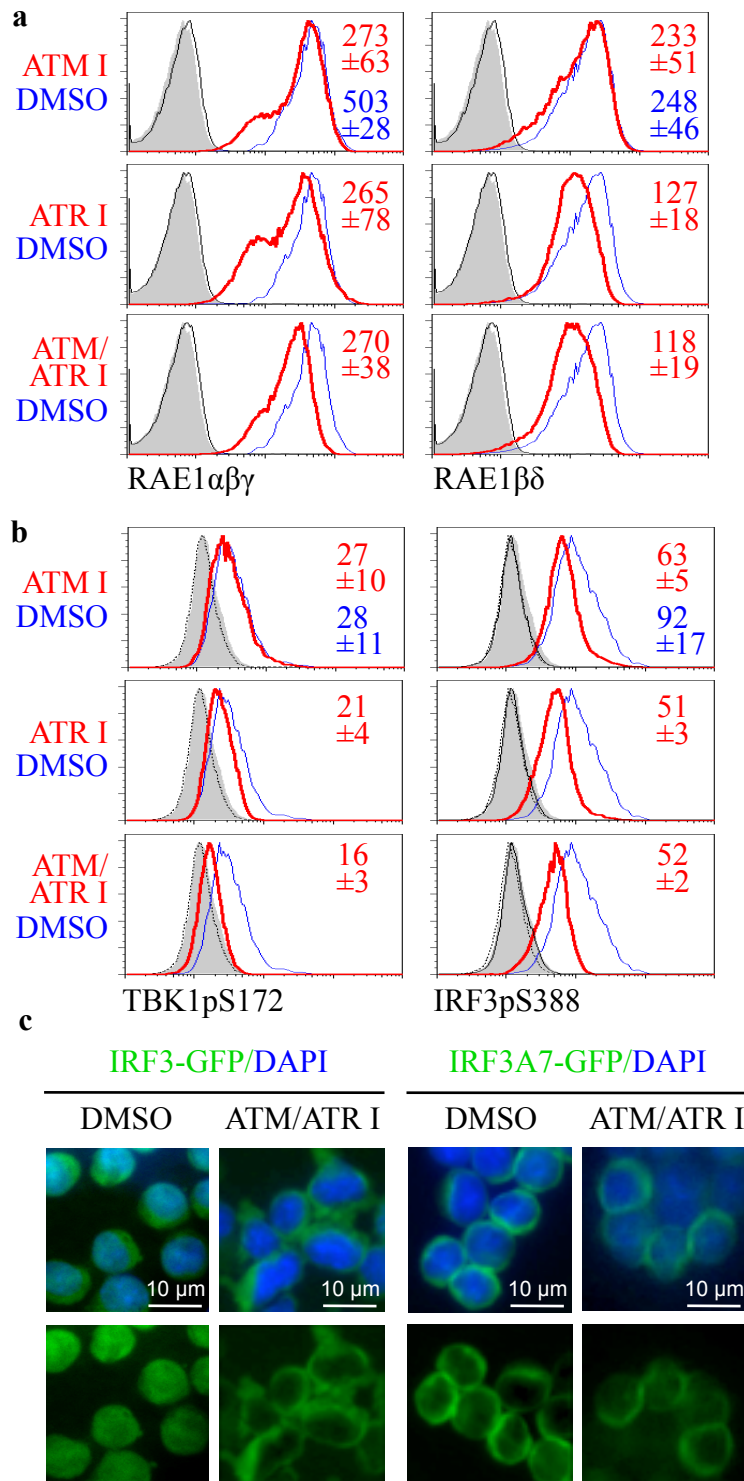 a
ATM I
DMSO
273
±63
503
±28
233
±51
248
±46
ATR I
DMSO
265
±78
127
±18
ATM/
ATR I
DMSO
270
±38
118
±19
RAE1αβγ
RAE1βδ
b
ATM I
DMSO
27
±10
28
±11
63
±5
92
±17
ATR I
DMSO
21
±4
51
±3
ATM/
ATR I
DMSO
16
±3
52
±2
TBK1pS172
IRF3pS388
c
IRF3-GFP/DAPI
IRF3A7-GFP/DAPI
DMSO
ATM/ATR I
DMSO
ATM/ATR I
10 µm
10 µm
10 µm
10 µm